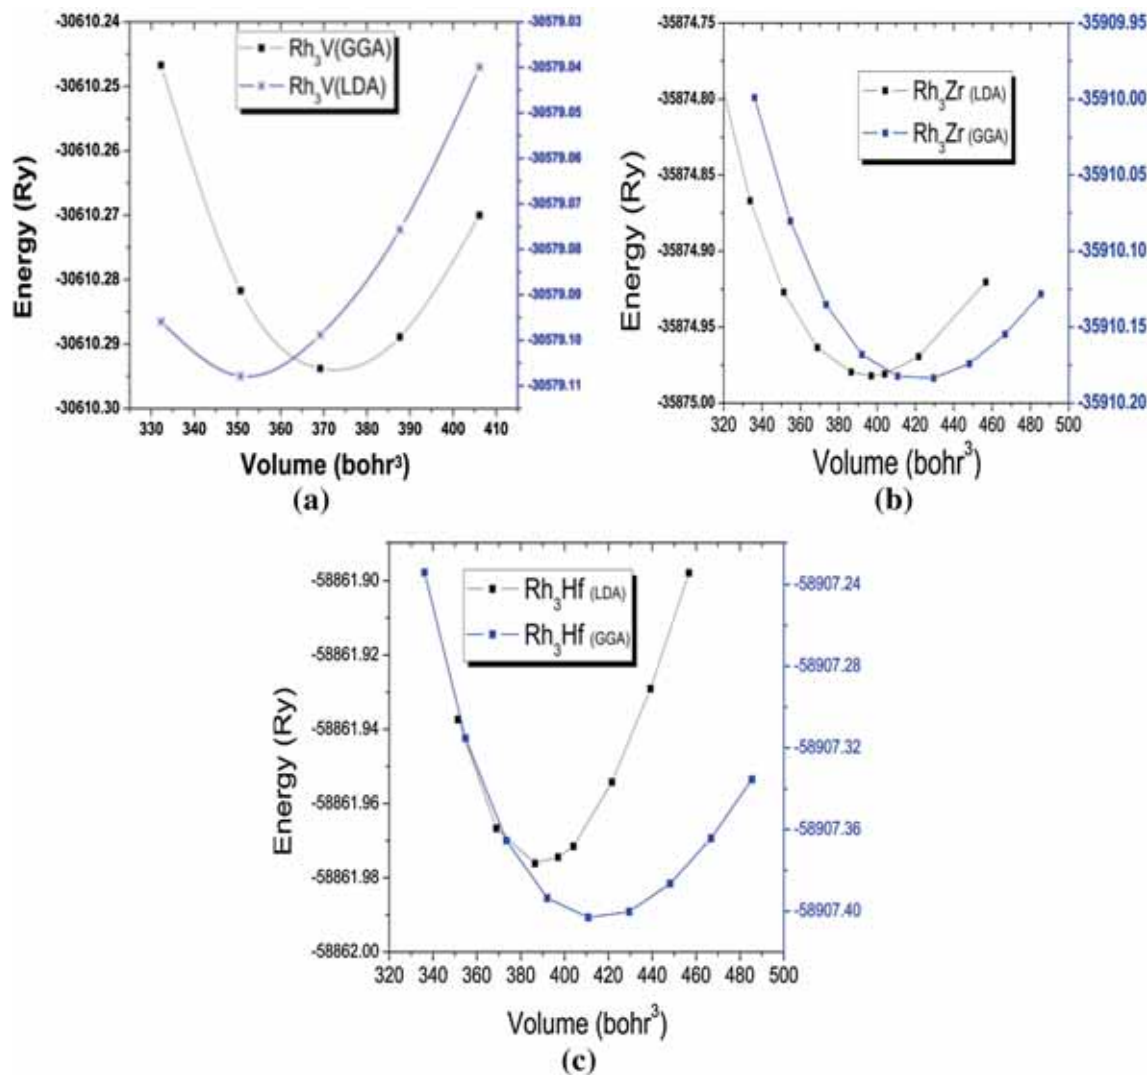 -30610.24
-30610.25
-30610.26
-30610.27
-30610.28
-30610.29
-30610.30
Energy (Ry)
Rh3V(GGA)
Rh3V(LDA)
-30579.03
-30579.04
-30579.05
-30579.06
-30579.07
-30579.08
-30579.09
-30579.10
-30579.11
330 340 350 360 370 380 390 400 410
Volume (bohr³)
(a)
-35874.75
-35874.80
-35874.85
-35874.90
-35874.95
-35875.00
Energy (Ry)
Rh3Zr (LDA)
Rh3Zr (GGA)
-35909.95
-35910.00
-35910.05
-35910.10
-35910.15
-35910.20
320 340 360 380 400 420 440 460 480 500
Volume (bohr³)
(b)
-58861.90
-58861.92
-58861.94
-58861.96
-58861.98
-58862.00
Energy (Ry)
Rh3Hf (LDA)
Rh3Hf (GGA)
-58907.24
-58907.28
-58907.32
-58907.36
-58907.40
320 340 360 380 400 420 440 460 480 500
Volume (bohr³)
(c)